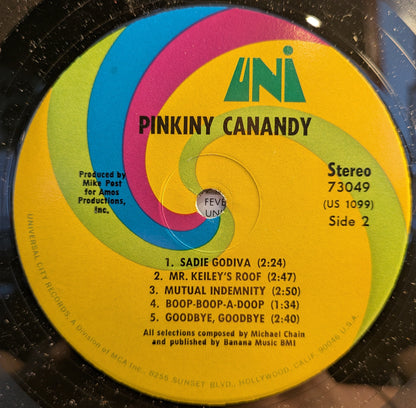 UNI
PINKINY CANANDY
Produced by
Mike Post
for Amos
Productions,
Inc.
Stereo
73049
(US 1099)
Side 2
FEVE
UN
1. SADIE GODIVA (2:24)
2. MR. KEILEY'S ROOF (2:47)
3. MUTUAL INDEMNITY (2:50)
4. BOOP-BOOP-A-DOOP (1:34)
5. GOODBYE, GOODBYE (2:40)
All selections composed by Michael Chain
and published by Banana Music BMI
UNIVERSAL CITY RECORDS, A Division of MCA Inc., 8255 SUNSET BLVD., HOLLYWOOD, CALIF. 90046 U.S.A.